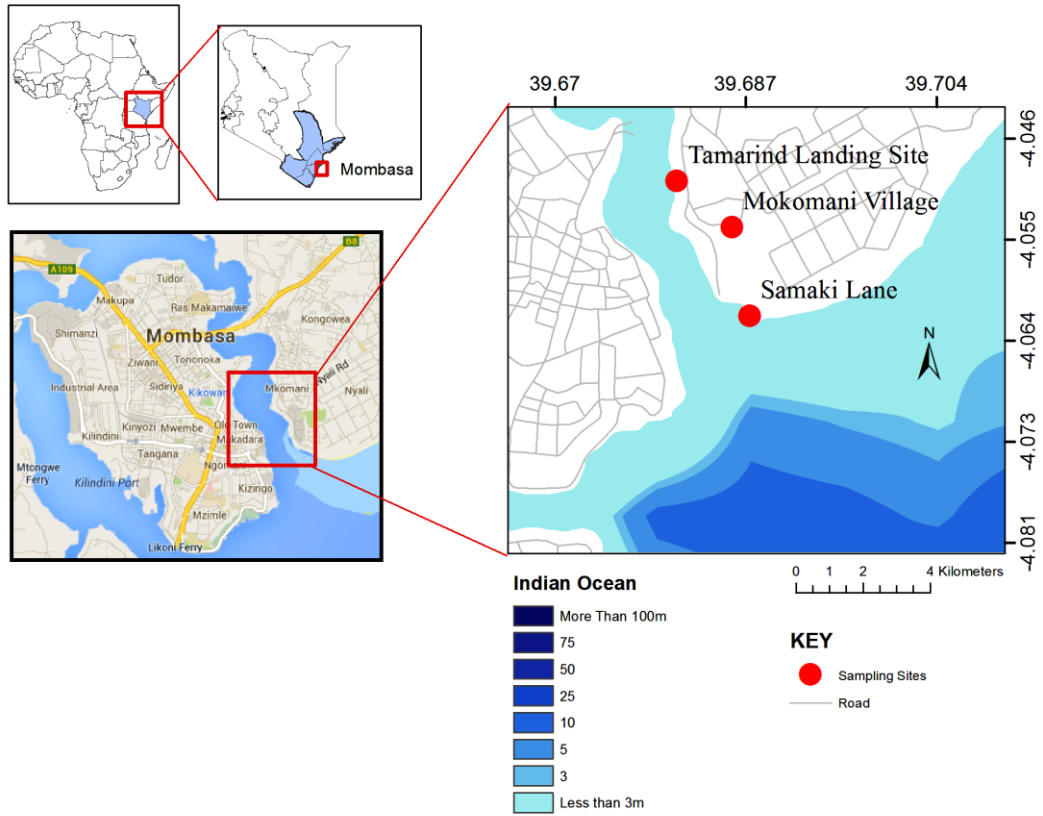 Mombasa
39.67
39.687
39.704
-4.046
-4.055
-4.064
-4.073
-4.081
Tamarind Landing Site
Mokomani Village
Samaki Lane
N
B8
A109
Tudor
Makupa
Ras Makamaiwe
Kongowea
Shimanzi
Mombasa
Ziwani
Tononoka
Nyali Rd
Industrial Area
Sidiriya
Kikowani
Mkomani
Nyali
Kinyozi
Mwembe
Old Town
Makadara
Kilindini
Tangana
Ngomeni
Mtongwe
Ferry
Kilindini Port
Kizingo
Mzimle
Likoni Ferry
0 1 2 4 Kilometers
Indian Ocean
More Than 100m
75
50
25
10
5
3
Less than 3m
KEY
Sampling Sites
Road